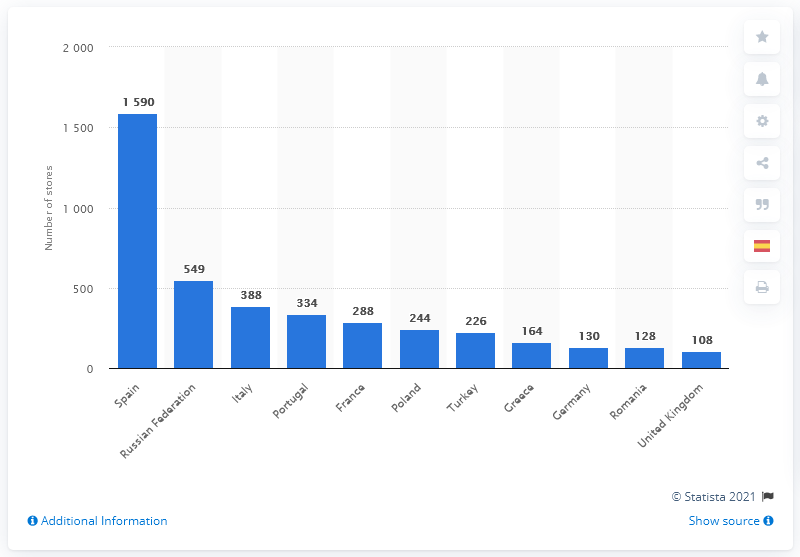 2 000
1 500
1 000
500
0
Number of stores
1 590
549
388
334
288
244
226
164
130
128
108
Spain
Russian Federation
Italy
Portugal
France
Poland
Turkey
Greece
Germany
Romania
United Kingdom
© Statista 2021
Additional Information
Show source